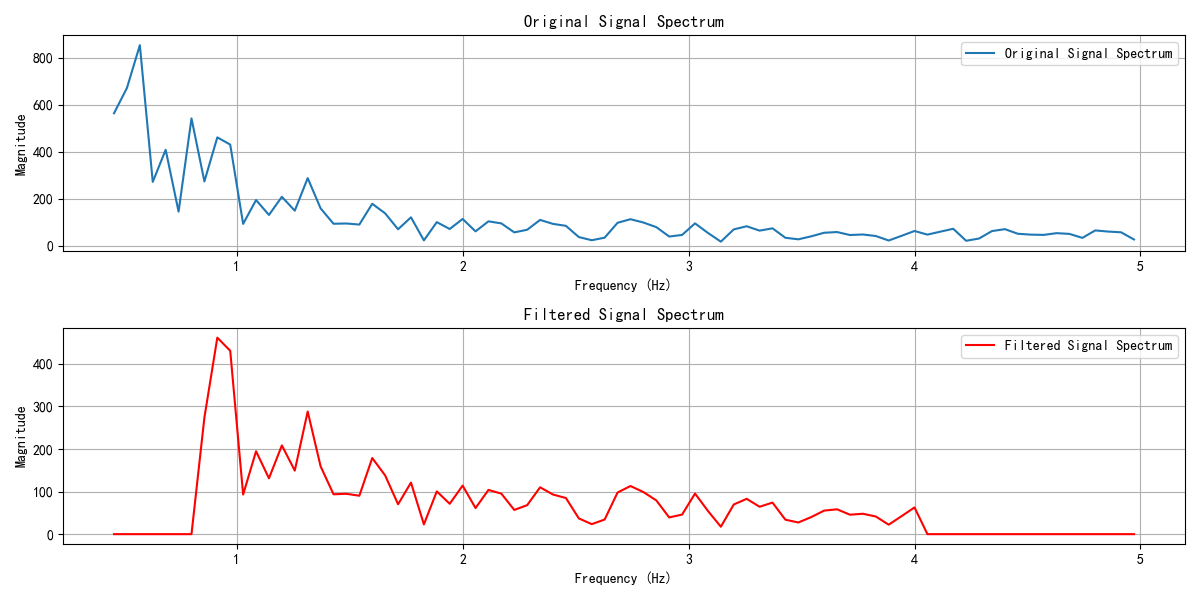 Original Signal Spectrum
Original Signal Spectrum
Magnitude
800
600
400
200
0
1 2 3 4 5
Frequency (Hz)
Filtered Signal Spectrum
Filtered Signal Spectrum
Magnitude
400
300
200
100
0
1 2 3 4 5
Frequency (Hz)